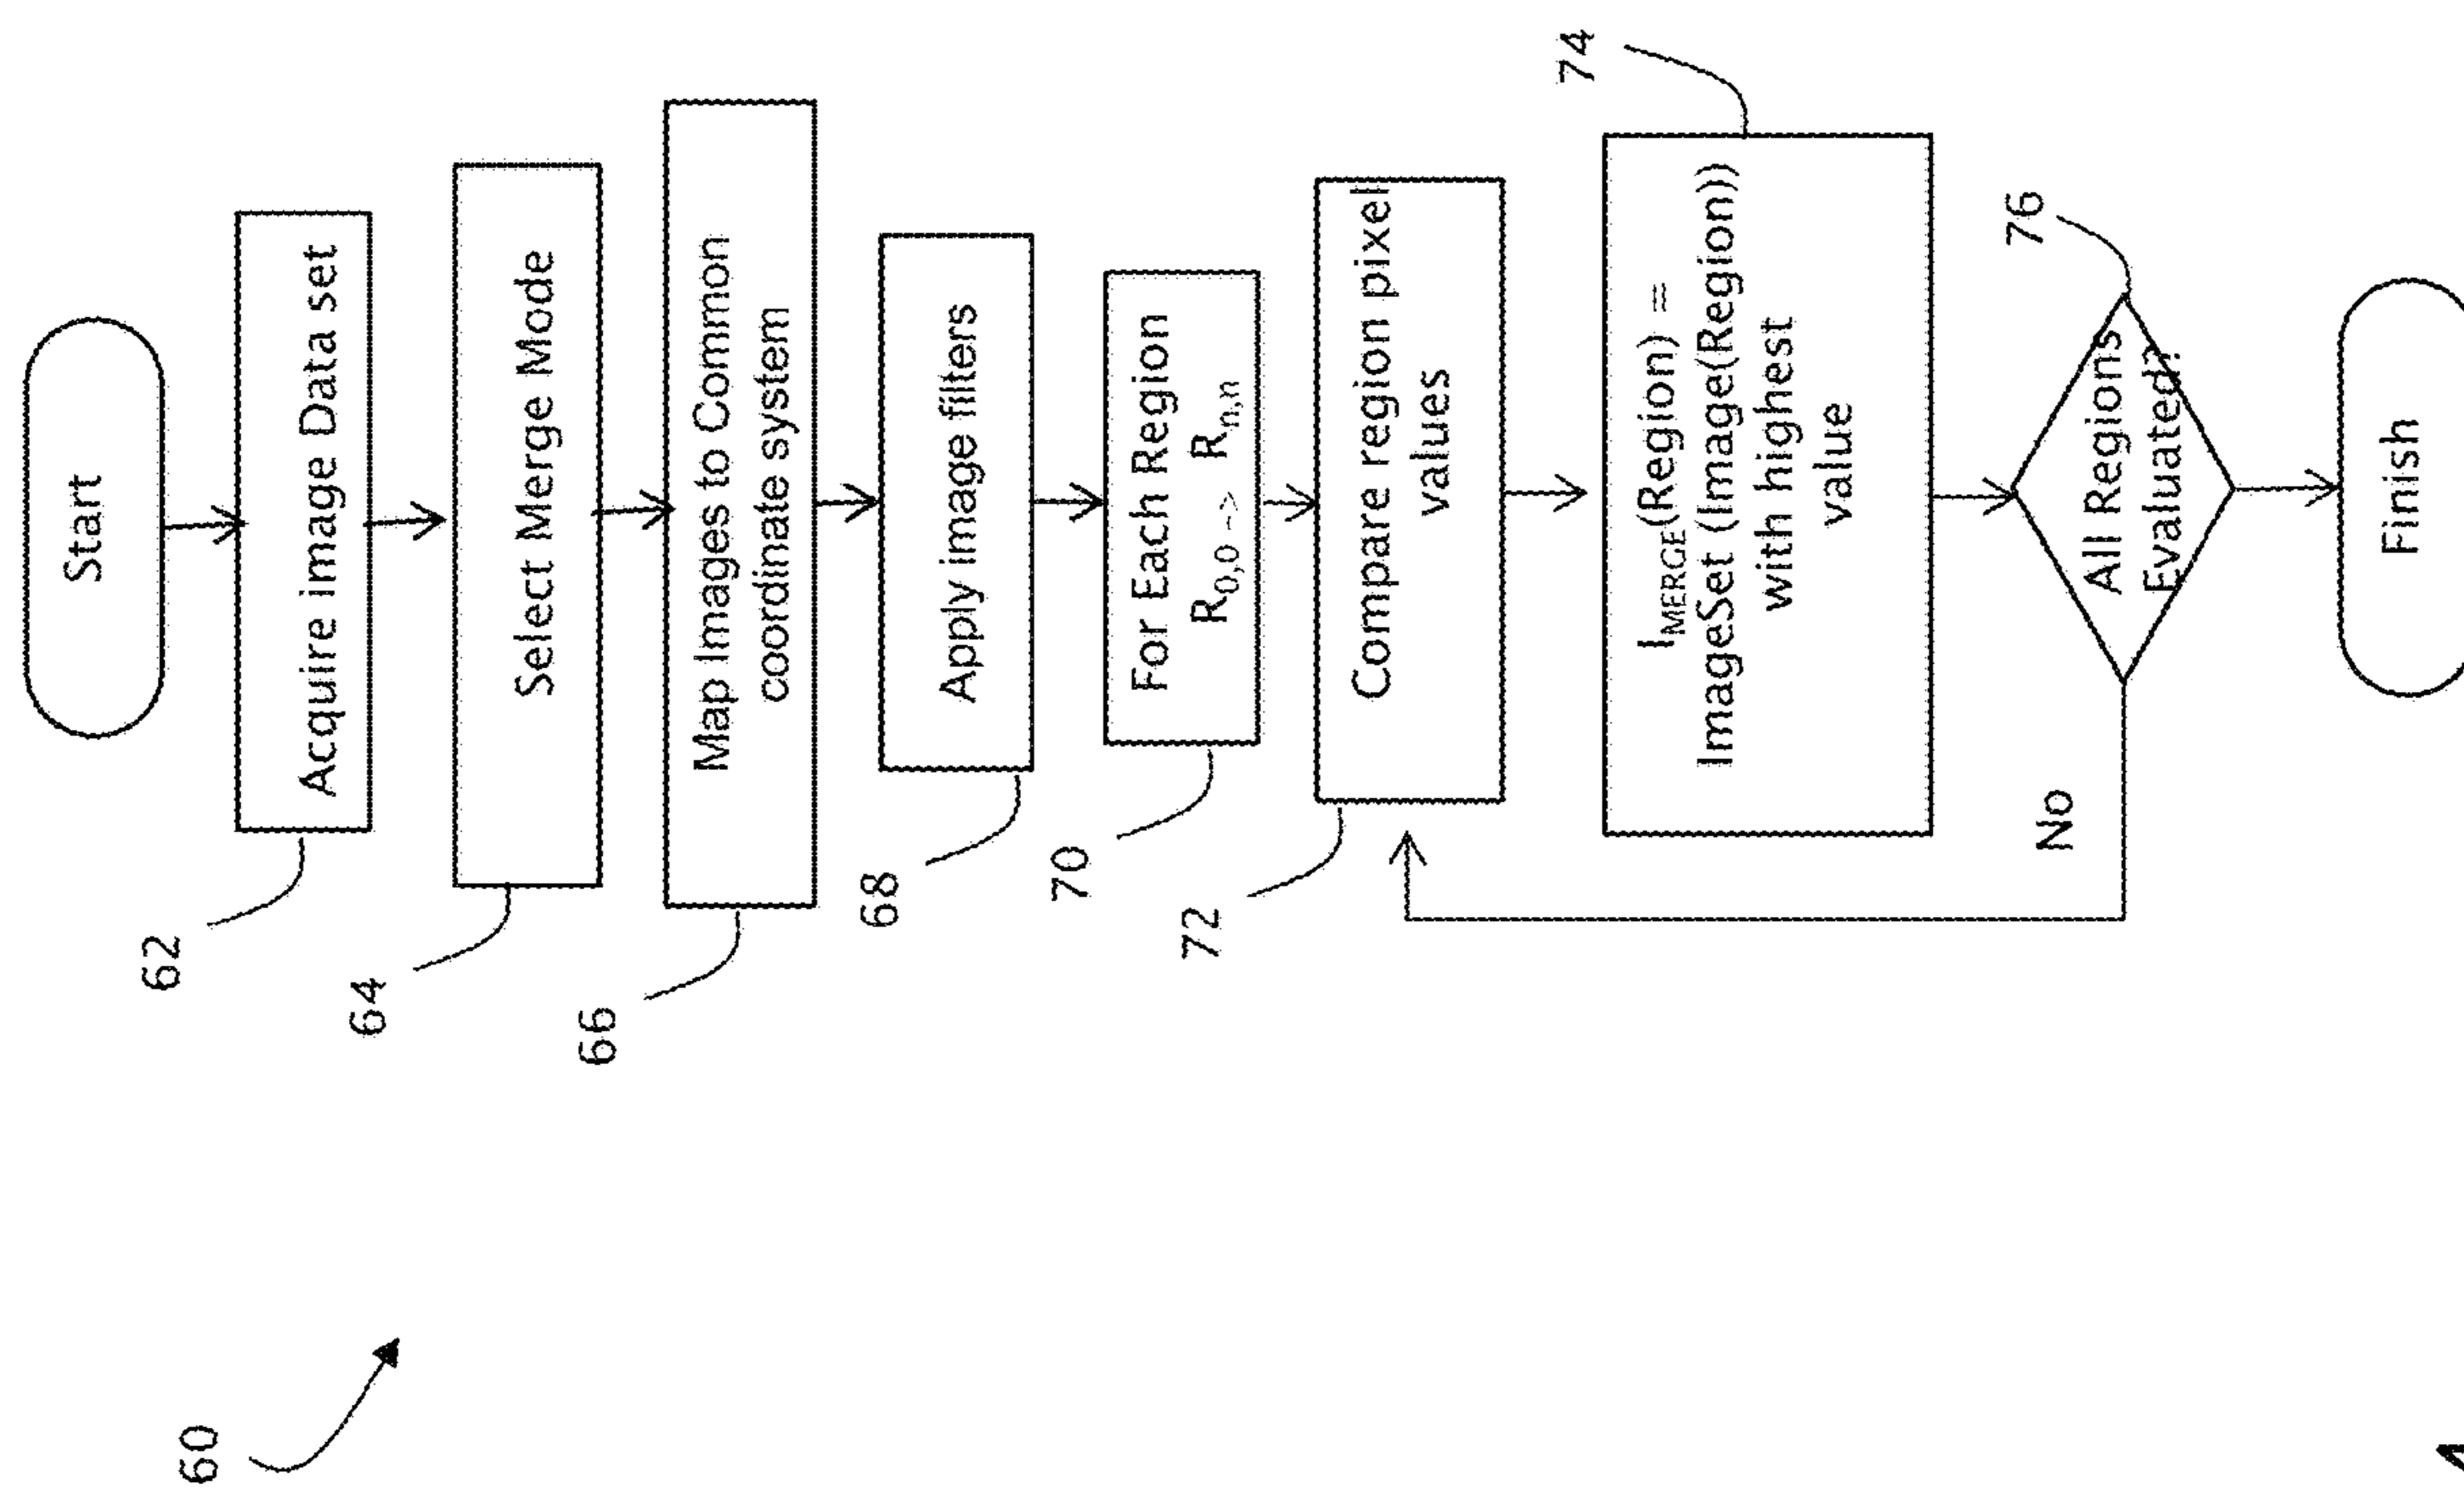 60
Start
62
Acquire image Data set
64
Select Merge Mode
66
Map Images to Common
coordinate system
68
Apply image filters
70
For Each Region
R0,0 -> Rn,n
72
Compare region pixel
values
74
IMERGE(Region) =
ImageSet (Image(Region))
with highest
value
76
All Regions
Evaluated?
No
Finish